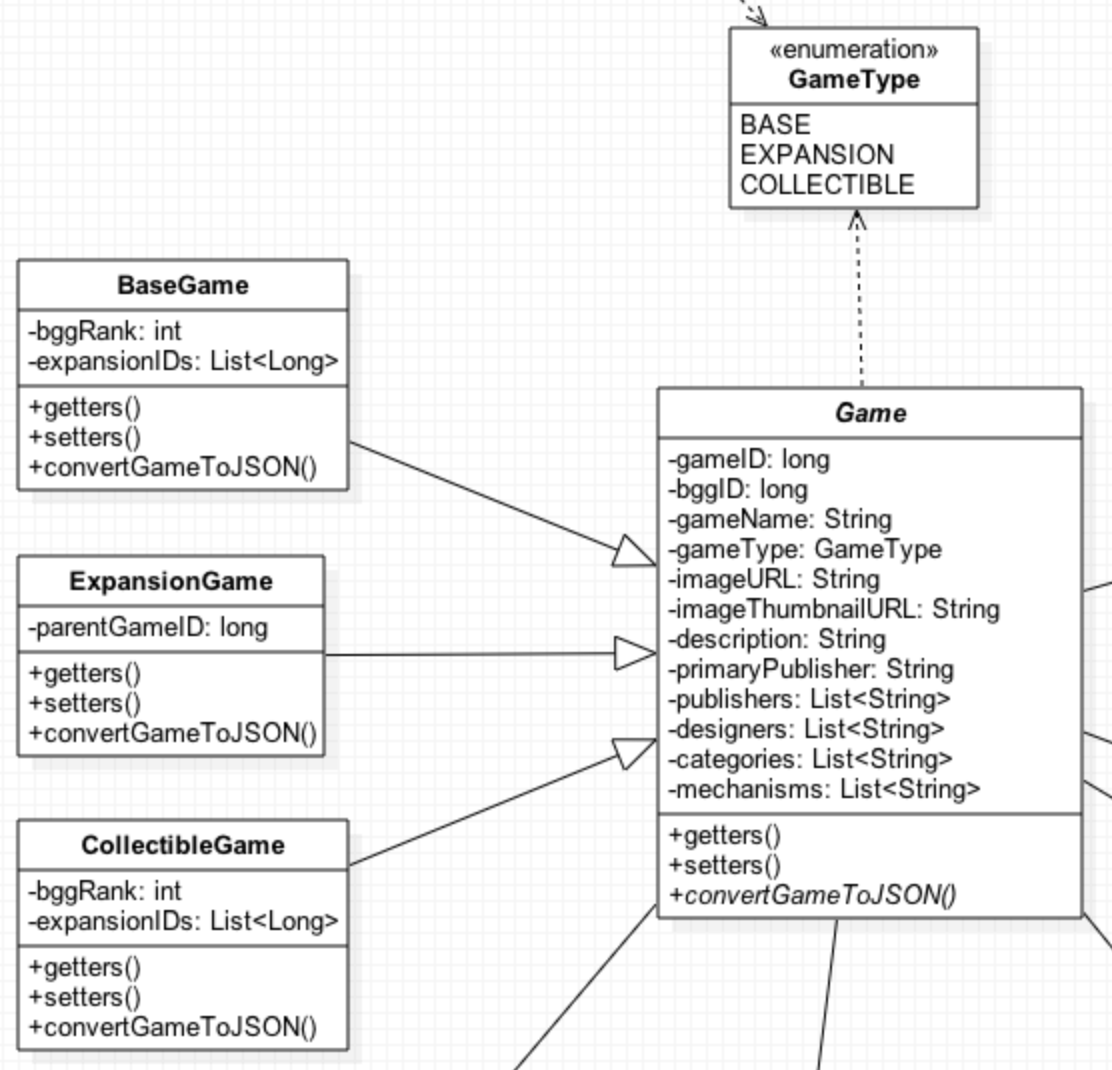 «enumeration»
GameType
BASE
EXPANSION
COLLECTIBLE
BaseGame
-bggRank: int
-expansionIDs: List<Long>
+getters()
+setters()
+convertGameToJSON()
ExpansionGame
-parentGameID: long
+getters()
+setters()
+convertGameToJSON()
CollectibleGame
-bggRank: int
-expansionIDs: List<Long>
+getters()
+setters()
+convertGameToJSON()
Game
-gameID: long
-bggID: long
-gameName: String
-gameType: GameType
-imageURL: String
-imageThumbnailURL: String
-description: String
-primaryPublisher: String
-publishers: List<String>
-designers: List<String>
-categories: List<String>
-mechanisms: List<String>
+getters()
+setters()
+convertGameToJSON()